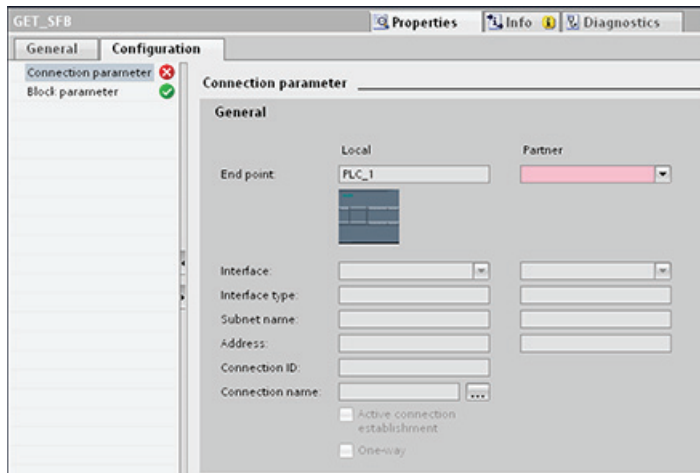 GET_SFB
Properties
Info
Diagnostics
General
Configuration
Connection parameter
Block parameter
Connection parameter
General
Local
Partner
End point:
PLC_1
Interface:
Interface type:
Subnet name:
Address:
Connection ID:
Connection name:
...
Active connection
establishment
One-way